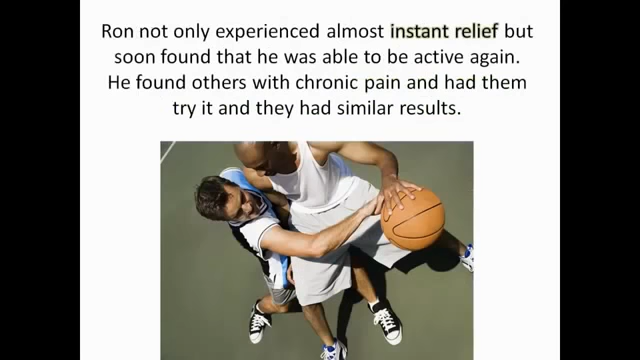 Ron not only experienced almost instant relief but
soon found that he was able to be active again.
He found others with chronic pain and had them
try it and they had similar results.